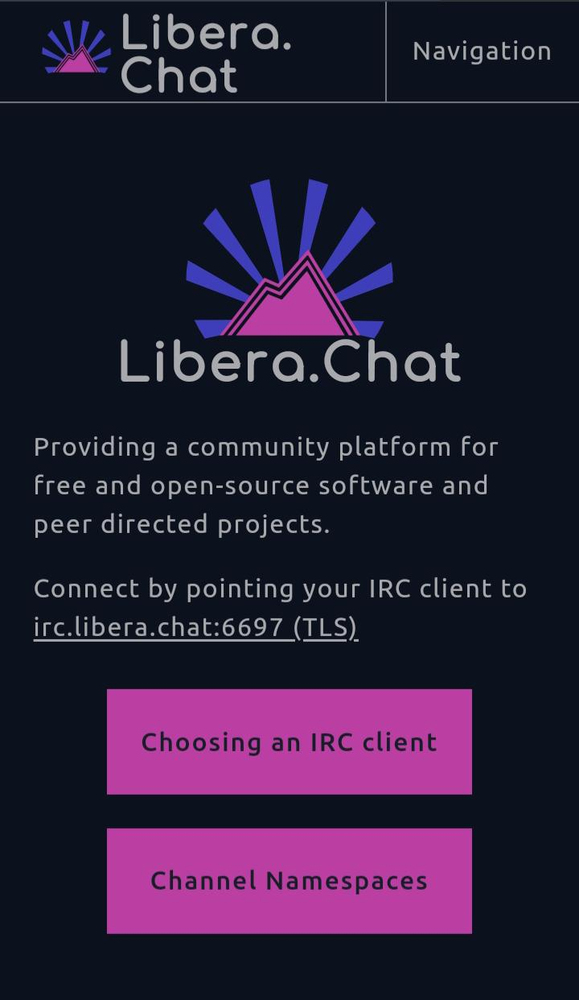 Libera.
Chat
Navigation
Libera.Chat
Providing a community platform for
free and open-source software and
peer directed projects.
Connect by pointing your IRC client to
irc.libera.chat:6697 (TLS)
Choosing an IRC client
Channel Namespaces